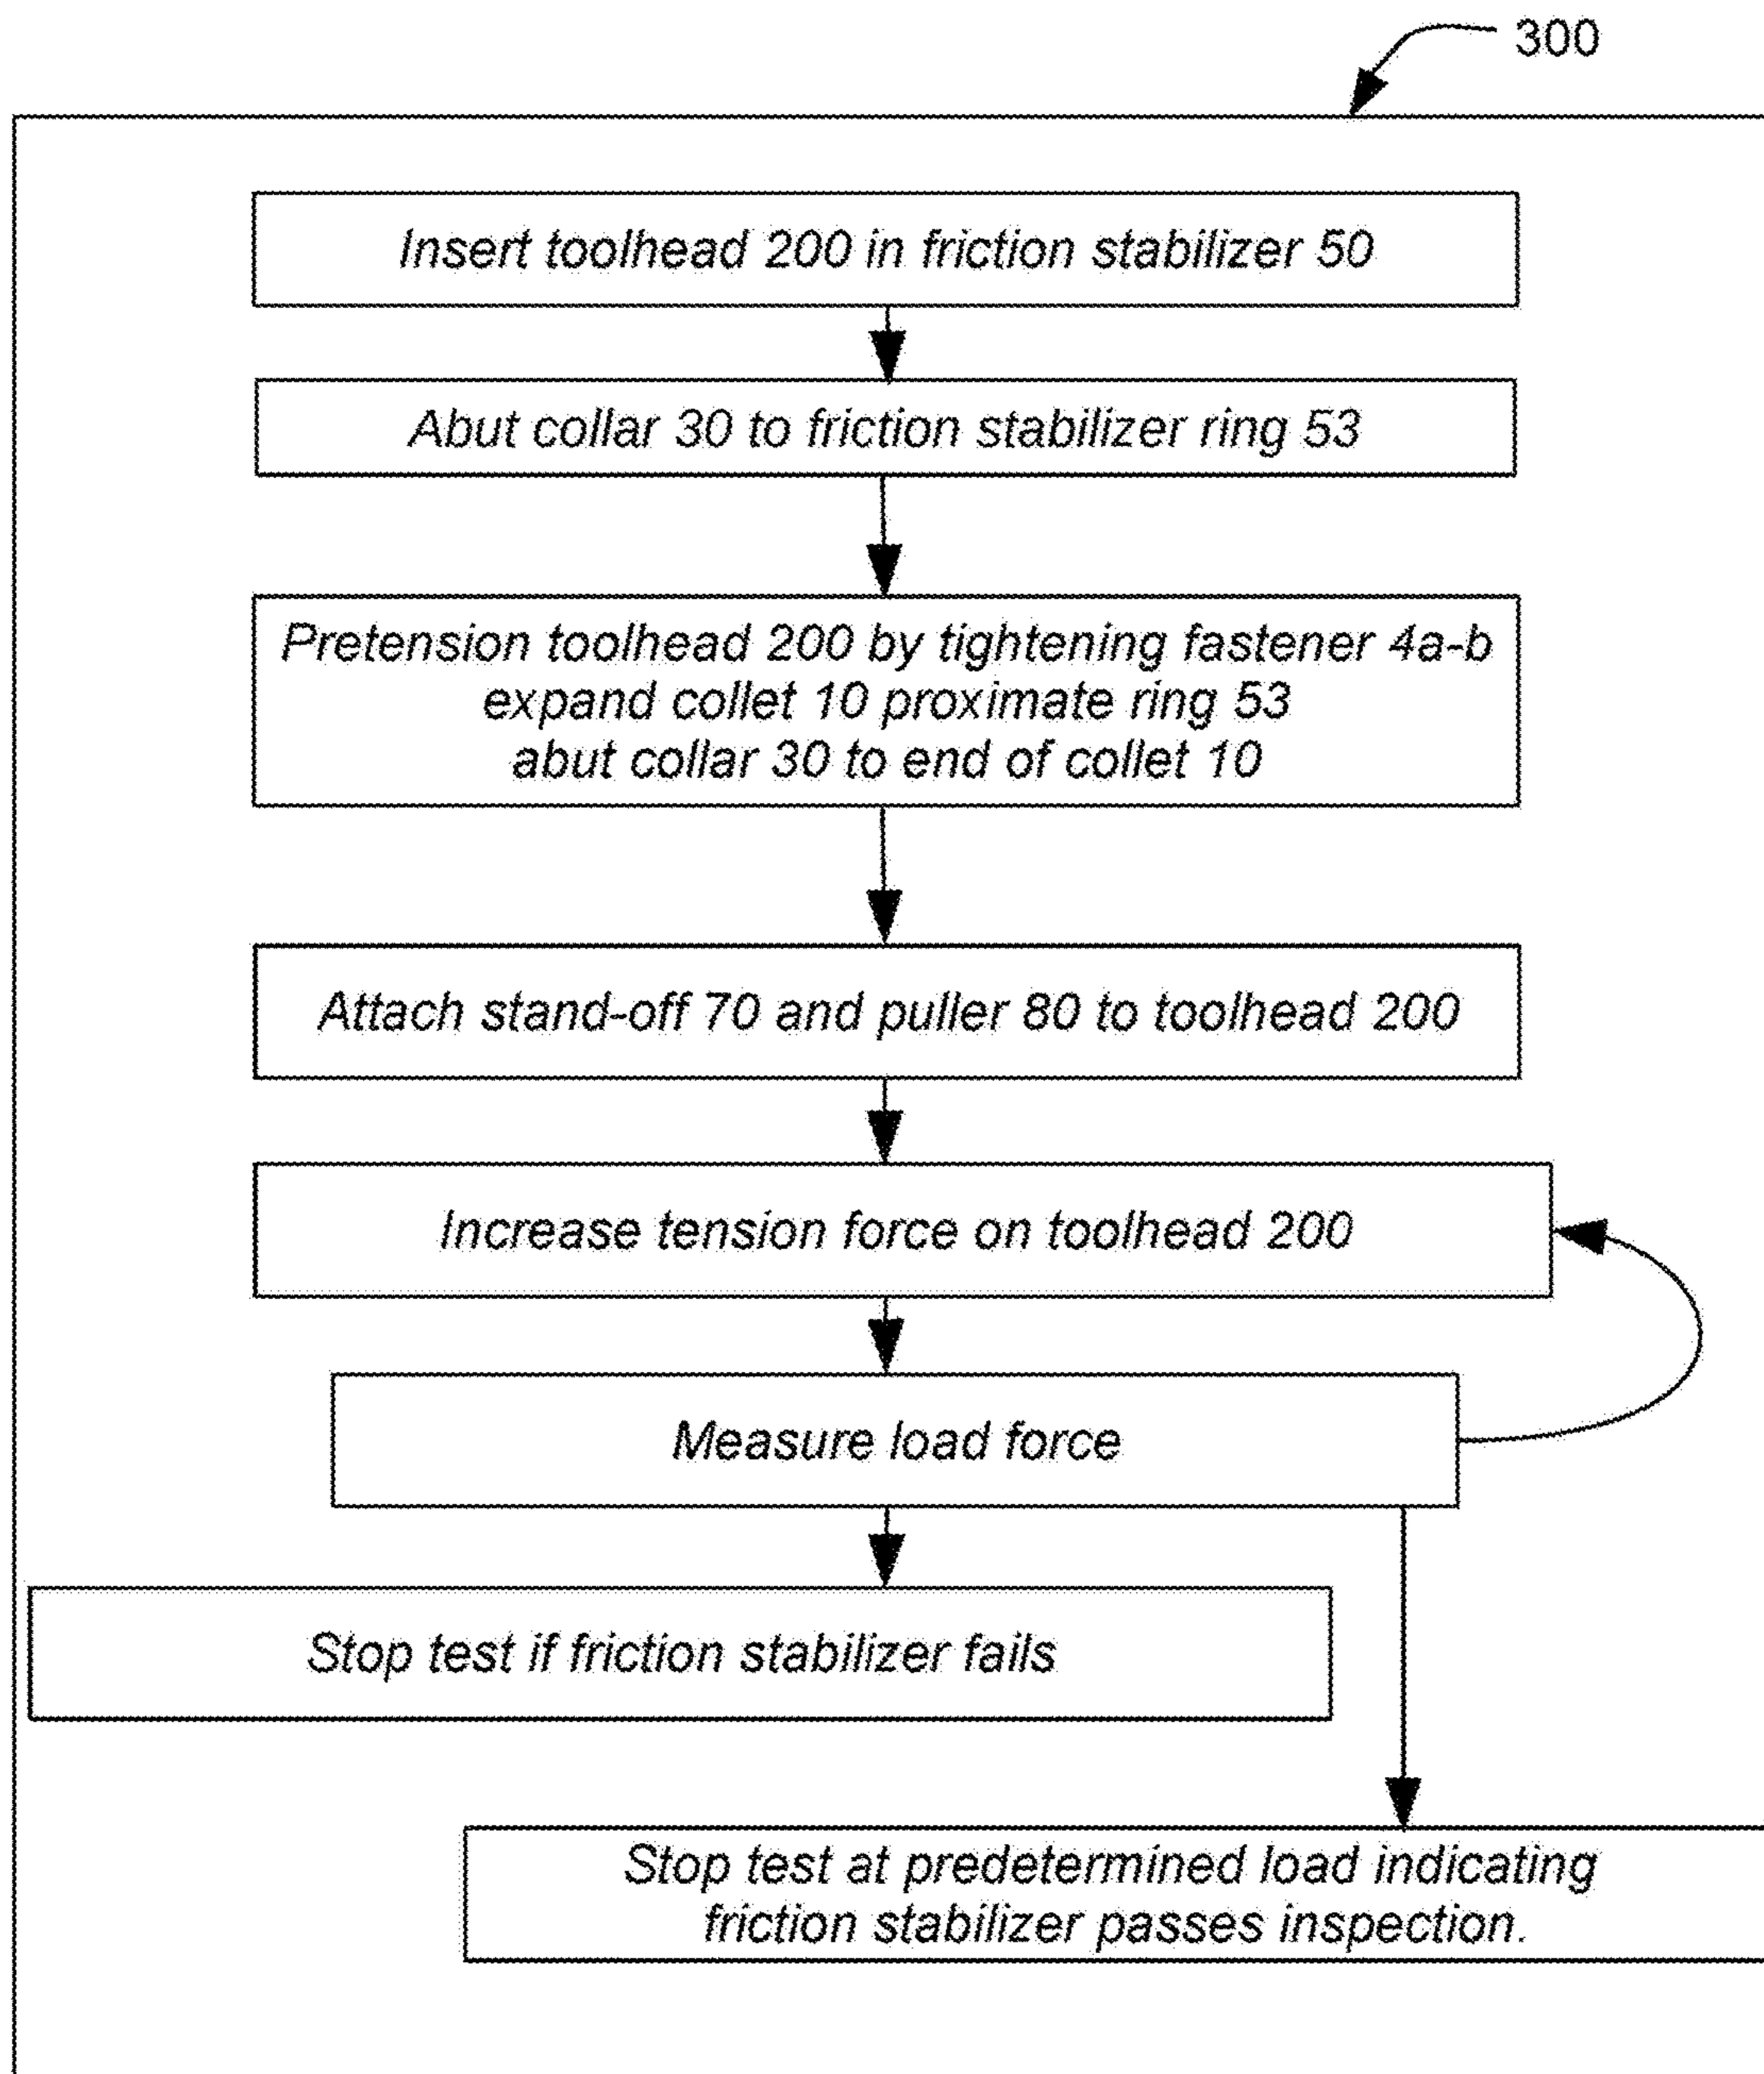 300
Insert toolhead 200 in friction stabilizer 50
Abut collar 30 to friction stabilizer ring 53
Pretension toolhead 200 by tightening fastener 4a-b
expand collet 10 proximate ring 53
abut collar 30 to end of collet 10
Attach stand-off 70 and puller 80 to toolhead 200
Increase tension force on toolhead 200
Measure load force
Stop test if friction stabilizer fails
Stop test at predetermined load indicating
friction stabilizer passes inspection.